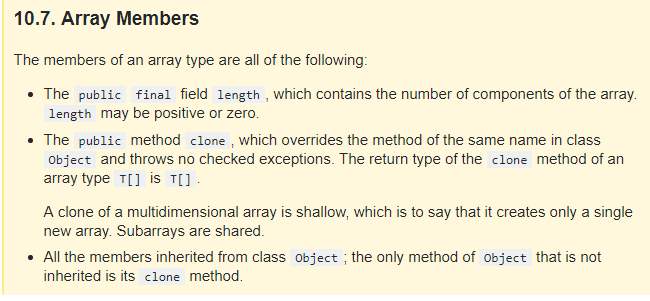 10.7. Array Members
The members of an array type are all of the following:
• The public final field length , which contains the number of components of the array.
length may be positive or zero.
• The public method clone , which overrides the method of the same name in class
Object and throws no checked exceptions. The return type of the clone method of an
array type T[] is T[] .
A clone of a multidimensional array is shallow, which is to say that it creates only a single
new array. Subarrays are shared.
• All the members inherited from class Object ; the only method of Object that is not
inherited is its clone method.